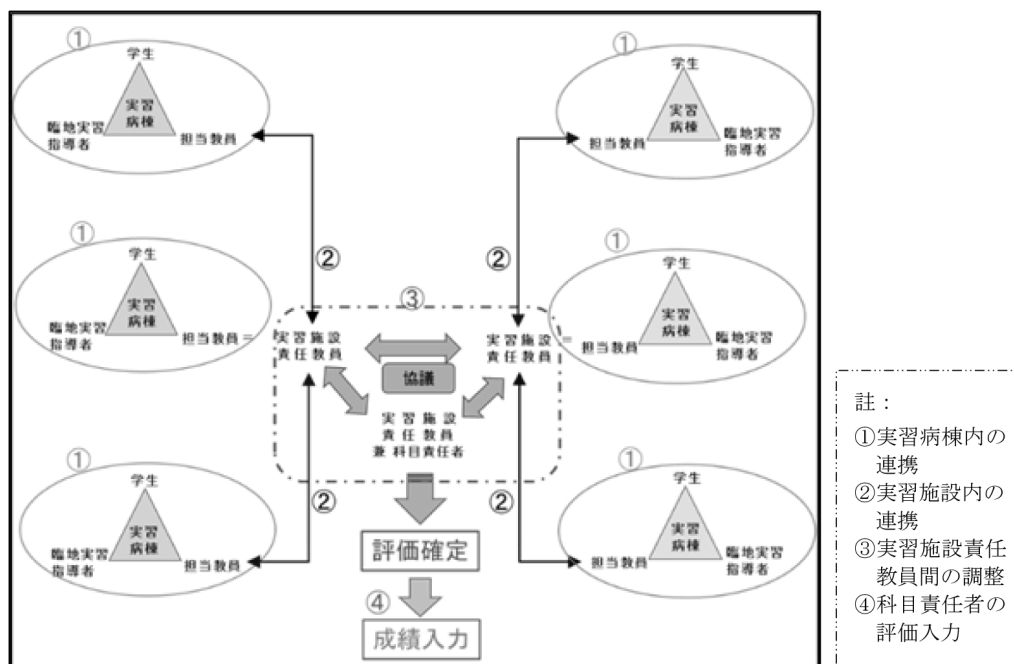 ①
学生
実習
病棟
臨地実習
指導者
担当教員
①
学生
実習
病棟
担当教員
臨地実習
指導者
②
②
①
学生
実習
病棟
臨地実習
指導者
担当教員=
①
学生
実習
病棟
=担当教員
臨地実習
指導者
③
実習施設
責任教員
協議
実習施設
責任教員
実習施設
責任教員
兼 科目責任者
①
学生
実習
病棟
臨地実習
指導者
担当教員
①
学生
実習
病棟
担当教員
臨地実習
指導者
②
②
評価確定
④
成績入力
註:
①実習病棟内の
連携
②実習施設内の
連携
③実習施設責任
教員間の調整
④科目責任者の
評価入力